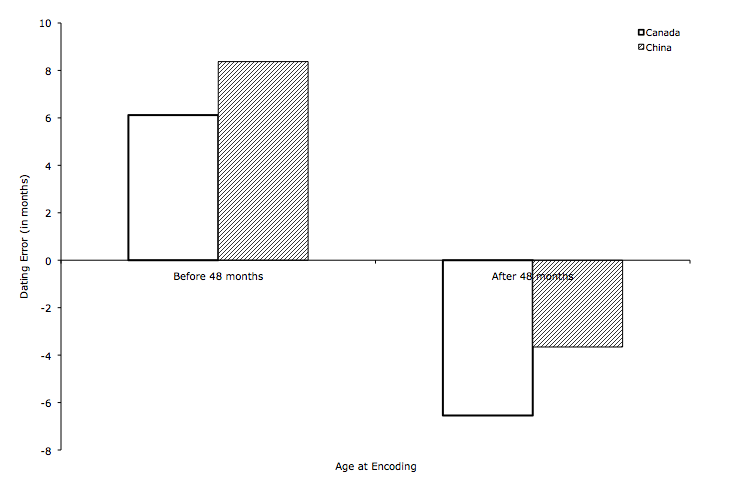 10
Canada
China
8
6
4
2
0
-2
-4
-6
-8
Dating Error (in months)
Before 48 months
After 48 months
Age at Encoding